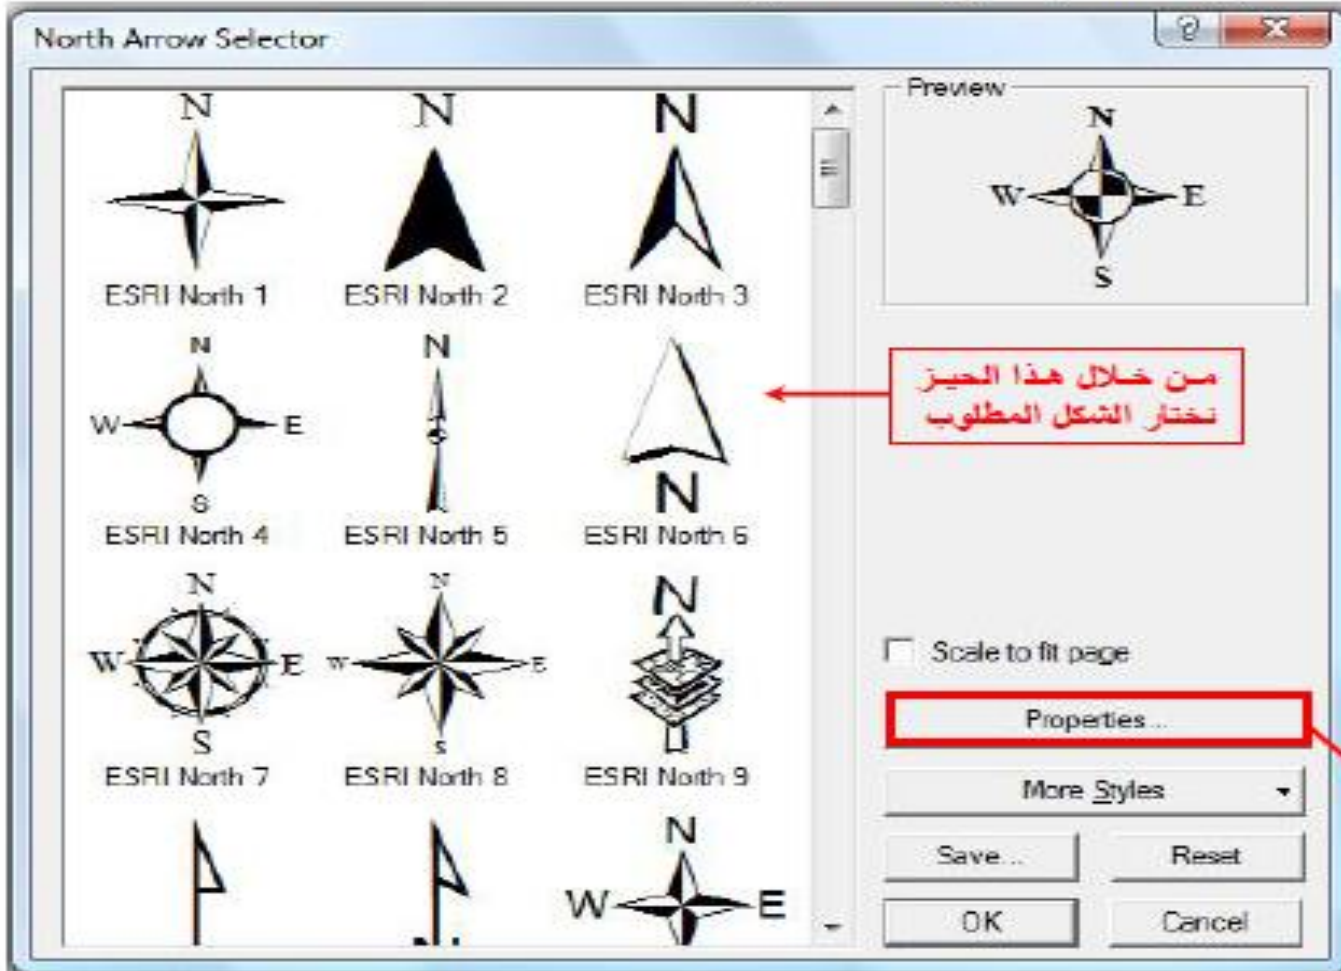 North Arrow Selector
N
N
N
ESRI North 1
ESRI North 2
ESRI North 3
N
W
E
S
N
N
ESRI North 4
ESRI North 5
ESRI North 6
N
W
E
S
N
W
E
S
N
ESRI North 7
ESRI North 8
ESRI North 9
N
W
E
Preview
N
W
E
S
من خلال هذا الحيز
نختار الشكل المطلوب
Scale to fit page
Properties...
More Styles
Save...
Reset
OK
Cancel